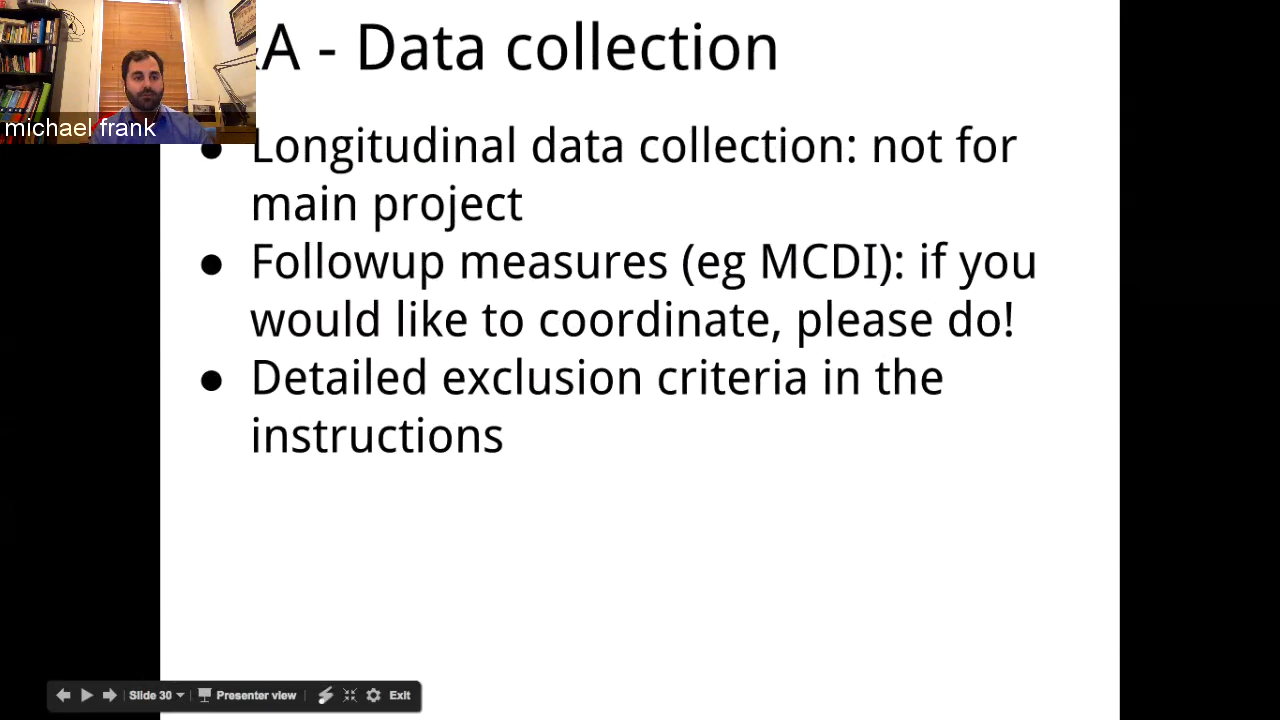 A - Data collection
michael frank
● Longitudinal data collection: not for
main project
● Followup measures (eg MCDI): if you
would like to coordinate, please do!
● Detailed exclusion criteria in the
instructions
Slide 30 Presenter view Exit